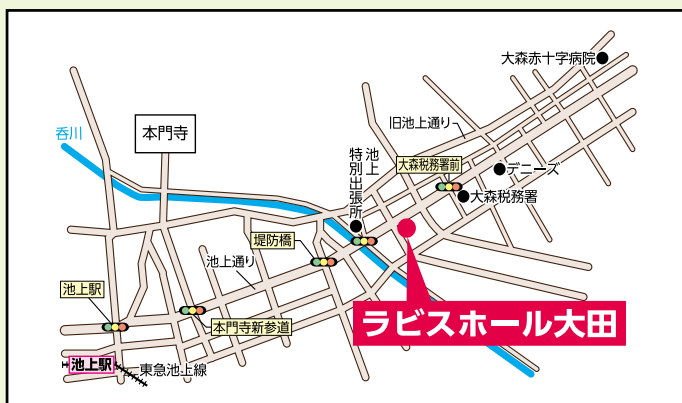 大森赤十字病院
旧池上通り
呑川
本門寺
池上
特別出張所
大森税務署前
デニーズ
大森税務署
堤防橋
池上通り
池上駅
本門寺新参道
ラビスホール大田
池上駅
東急池上線